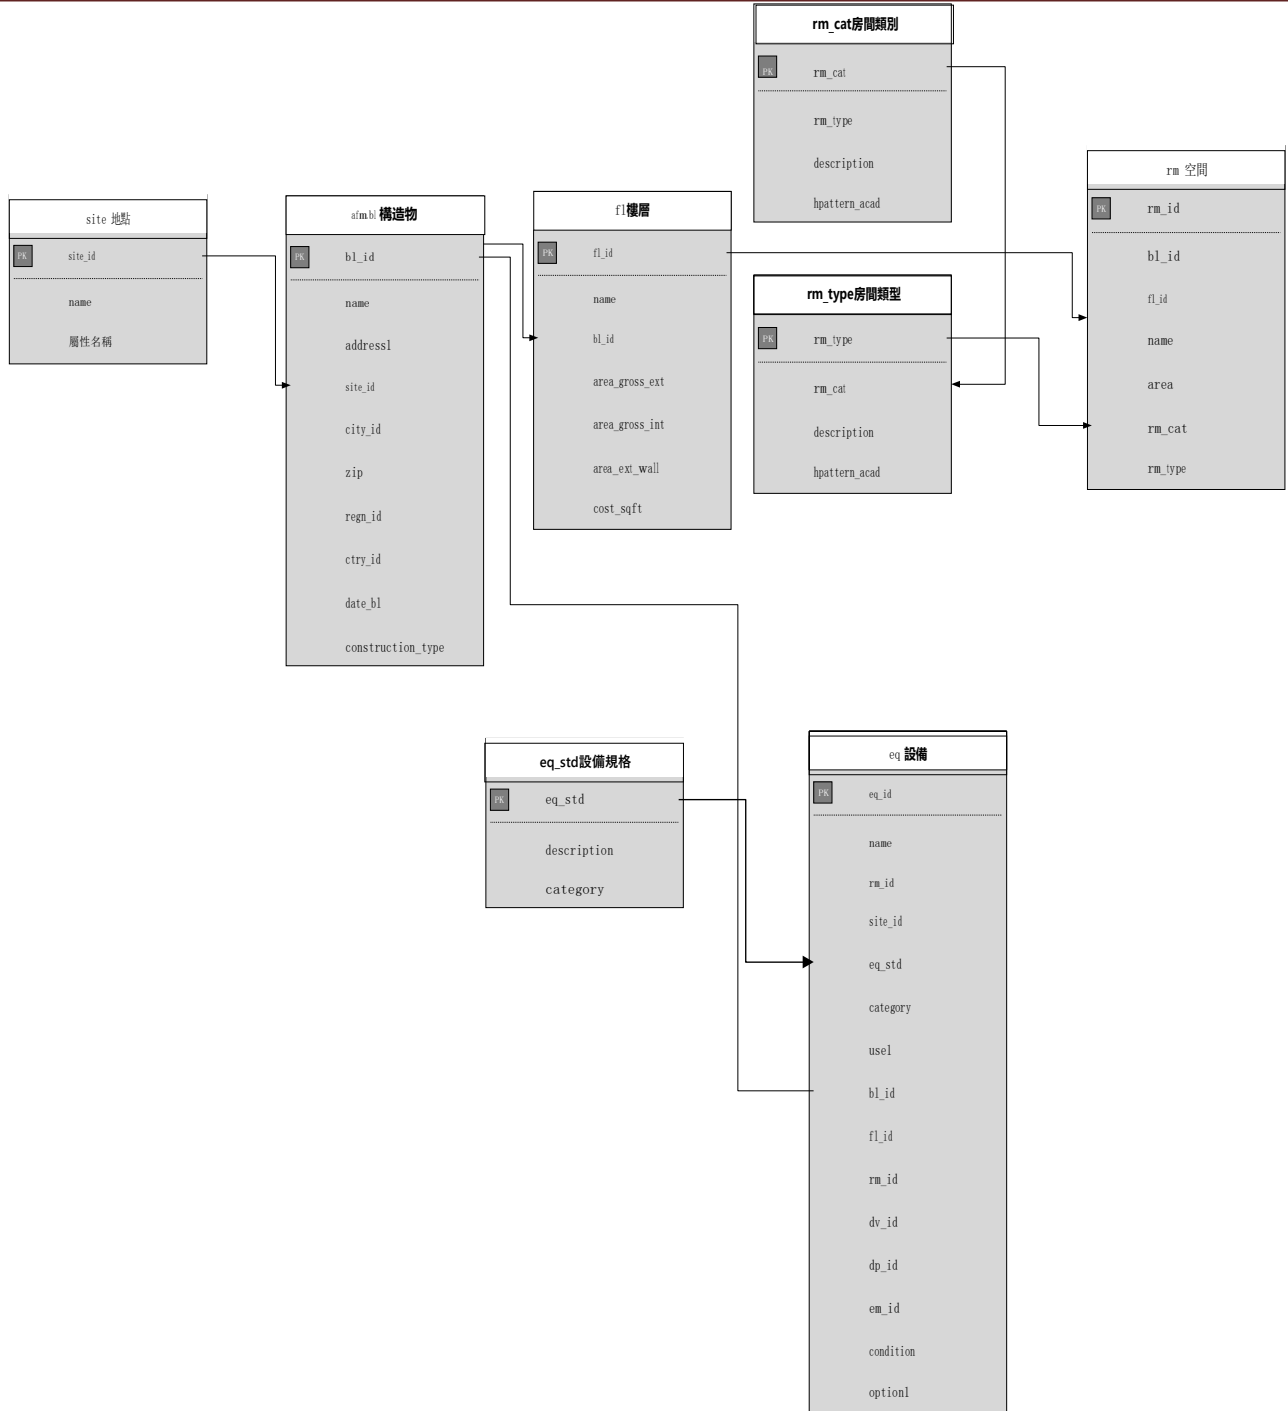 site 地點
PK site_id
name
屬性名稱
afm.bl 構造物
PK bl_id
name
address1
site_id
city_id
zip
regn_id
ctry_id
date_bl
construction_type
fl樓層
PK fl_id
name
bl_id
area_gross_ext
area_gross_int
area_ext_wall
cost_sqft
rm_cat房間類別
PK rm_cat
rm_type
description
hpattern_acad
rm_type房間類型
PK rm_type
rm_cat
description
hpattern_acad
rm 空間
PK rm_id
bl_id
fl_id
name
area
rm_cat
rm_type
eq_std設備規格
PK eq_std
description
category
eq 設備
PK eq_id
name
rm_id
site_id
eq_std
category
use1
bl_id
fl_id
rm_id
dv_id
dp_id
em_id
condition
option1